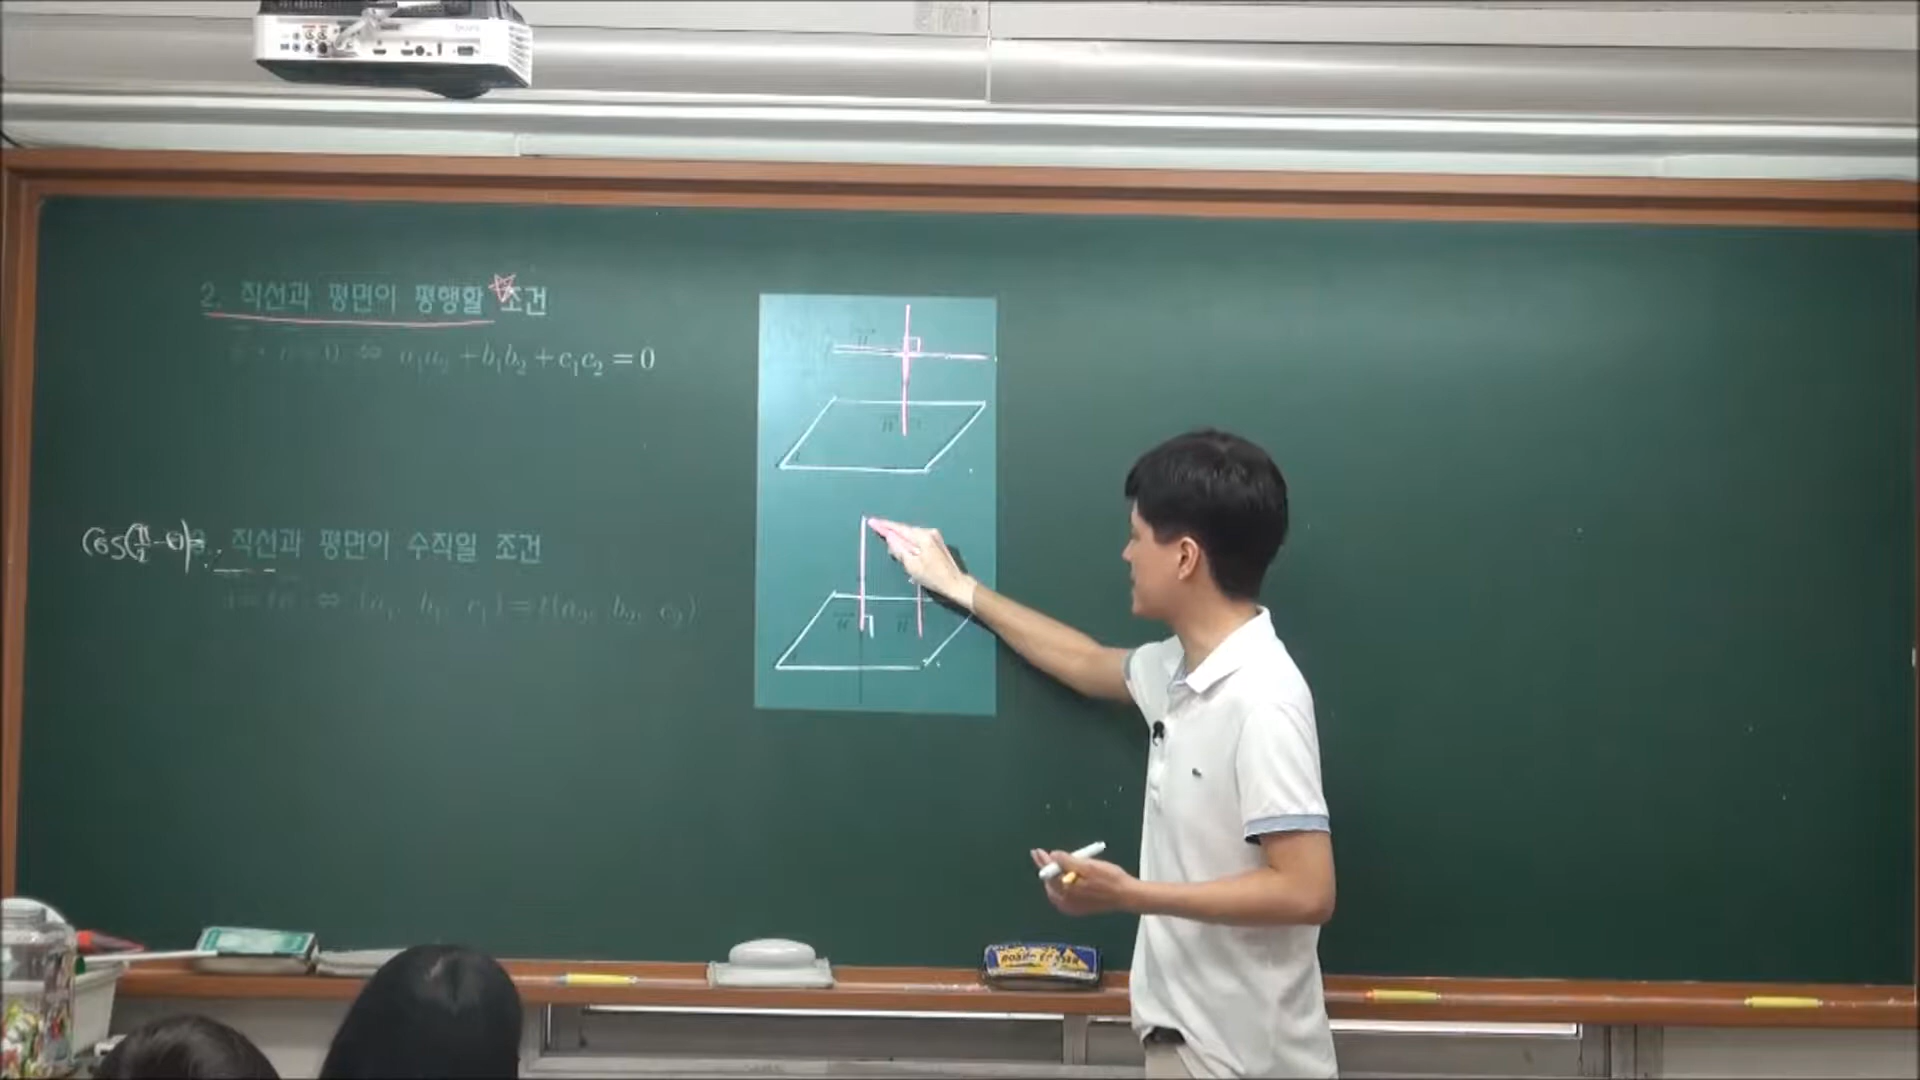 2. 직선과 평면이 평행할 조건
⇔ a₁a₂ + b₁b₂ + c₁c₂ = 0
cos(π/2 - θ) =
3. 직선과 평면이 수직일 조건
⇔ (a₁, b₁, c₁) = t(a₂, b₂, c₂)